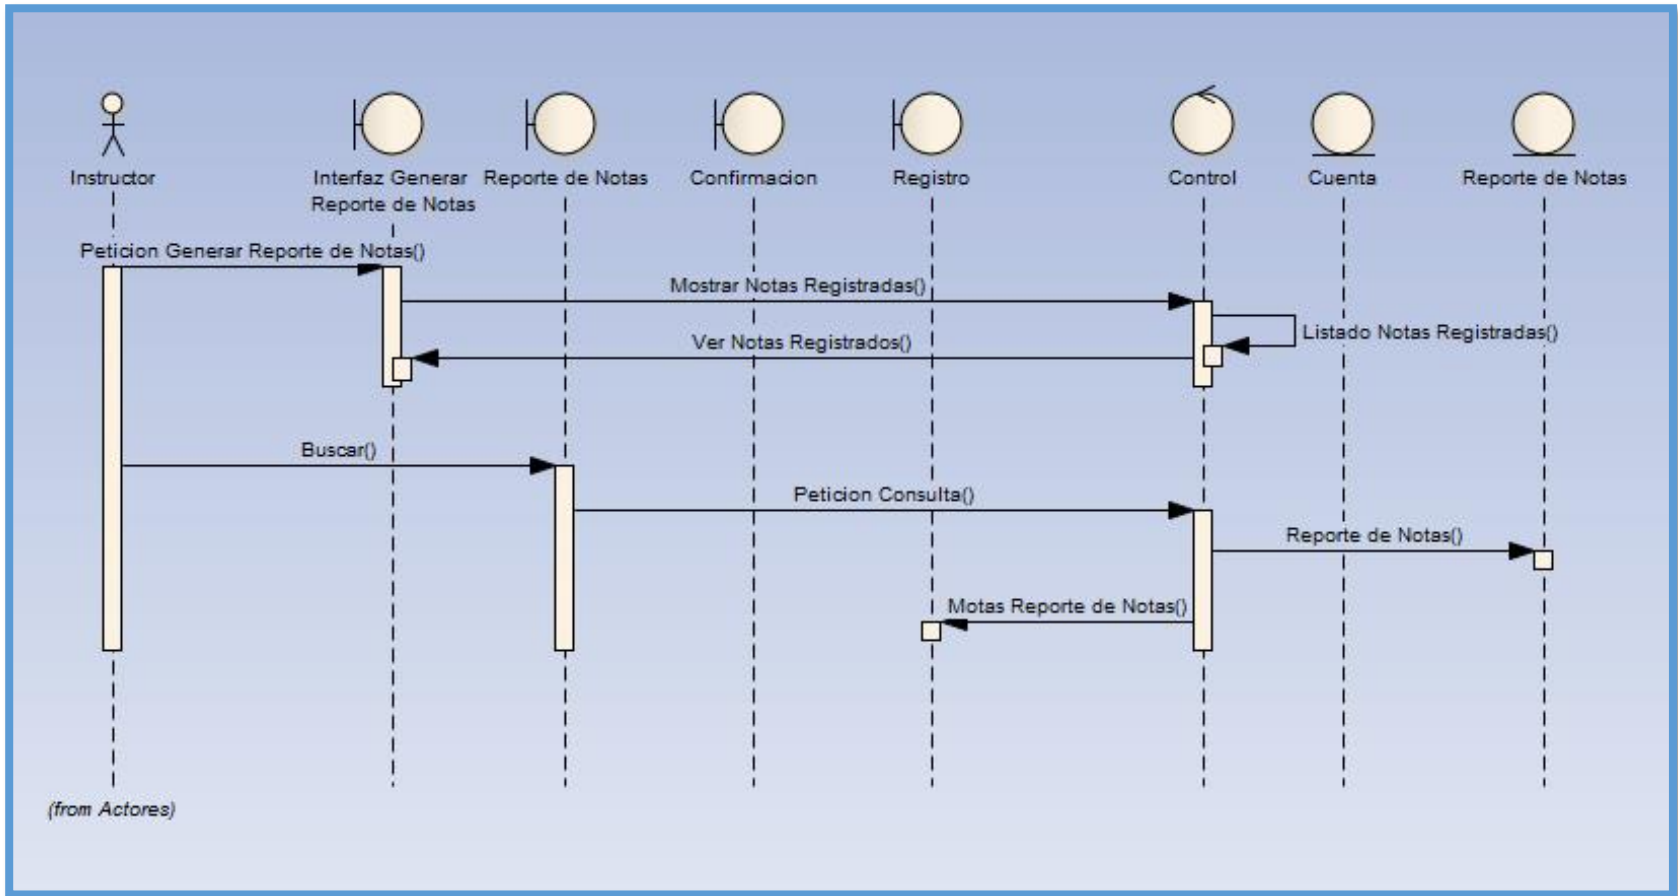 Instructor
Interfaz Generar
Reporte de Notas
Reporte de Notas
Confirmacion
Registro
Control
Cuenta
Reporte de Notas
Peticion Generar Reporte de Notas()
Mostrar Notas Registradas()
Listado Notas Registradas()
Ver Notas Registrados()
Buscar()
Peticion Consulta()
Reporte de Notas()
Motas Reporte de Notas()
(from Actores)